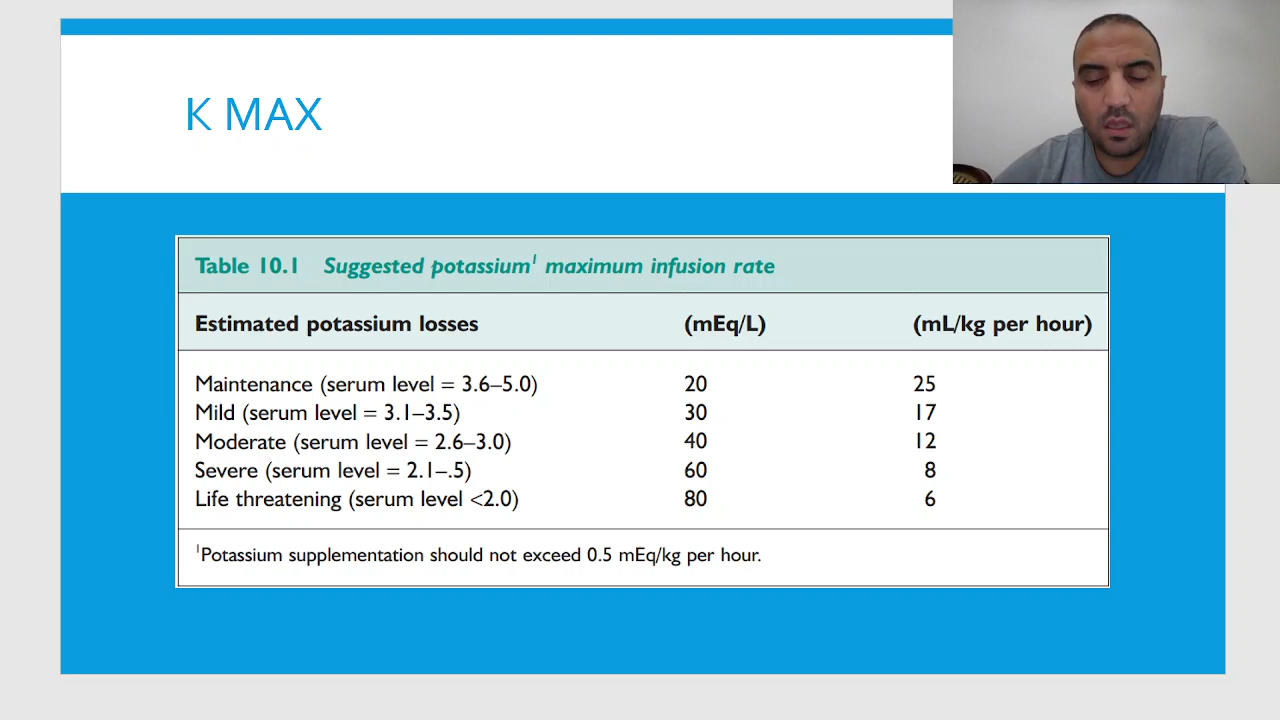 K MAX
Table 10.1 Suggested potassium¹ maximum infusion rate
Estimated potassium losses (mEq/L) (mL/kg per hour)
Maintenance (serum level = 3.6–5.0) 20 25
Mild (serum level = 3.1–3.5) 30 17
Moderate (serum level = 2.6–3.0) 40 12
Severe (serum level = 2.1–.5) 60 8
Life threatening (serum level <2.0) 80 6
¹Potassium supplementation should not exceed 0.5 mEq/kg per hour.